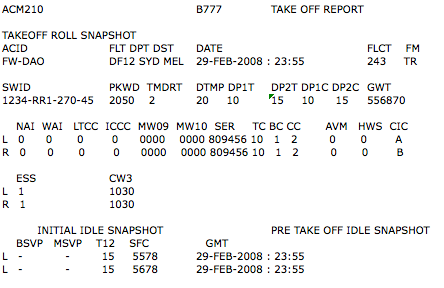 ACM210 B777 TAKE OFF REPORT
TAKEOFF ROLL SNAPSHOT
ACID FLT DPT DST DATE FLCT FM
FW-DAO DF12 SYD MEL 29-FEB-2008 : 23:55 243 TR
SWID PKWD TMDRT DTMP DP1T DP2T DP1C DP2C GWT
1234-RR1-270-45 2050 2 20 10 15 10 15 556870
NAI WAI LTCC ICCC MW09 MW10 SER TC BC CC AVM HWS CIC
L 0 0 0 0 0000 0000 809456 10 1 2 0 0 A
R 0 0 0 0 0000 0000 809456 10 1 2 0 0 B
ESS CW3
L 1 1030
R 1 1030
INITIAL IDLE SNAPSHOT PRE TAKE OFF IDLE SNAPSHOT
BSVP MSVP T12 SFC GMT
L - - 15 5578 29-FEB-2008 : 23:55
L - - 15 5678 29-FEB-2008 : 23:55